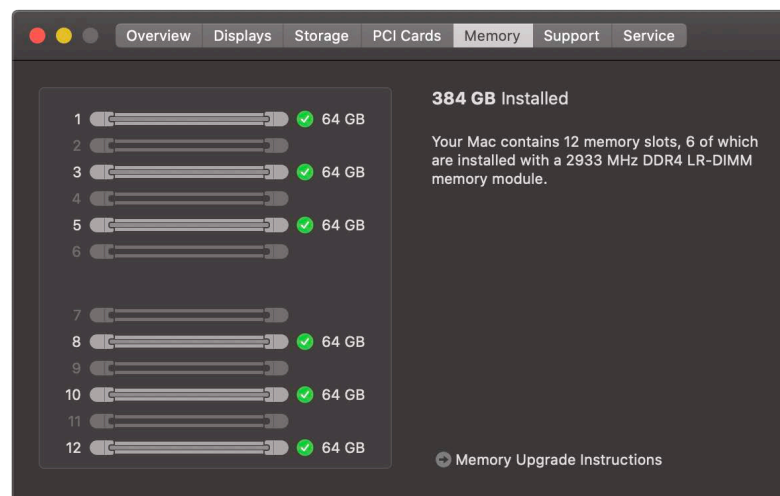 Overview Displays Storage PCI Cards Memory Support Service
1 64 GB
2
3 64 GB
4
5 64 GB
6
7
8 64 GB
9
10 64 GB
11
12 64 GB
384 GB Installed
Your Mac contains 12 memory slots, 6 of which
are installed with a 2933 MHz DDR4 LR-DIMM
memory module.
Memory Upgrade Instructions